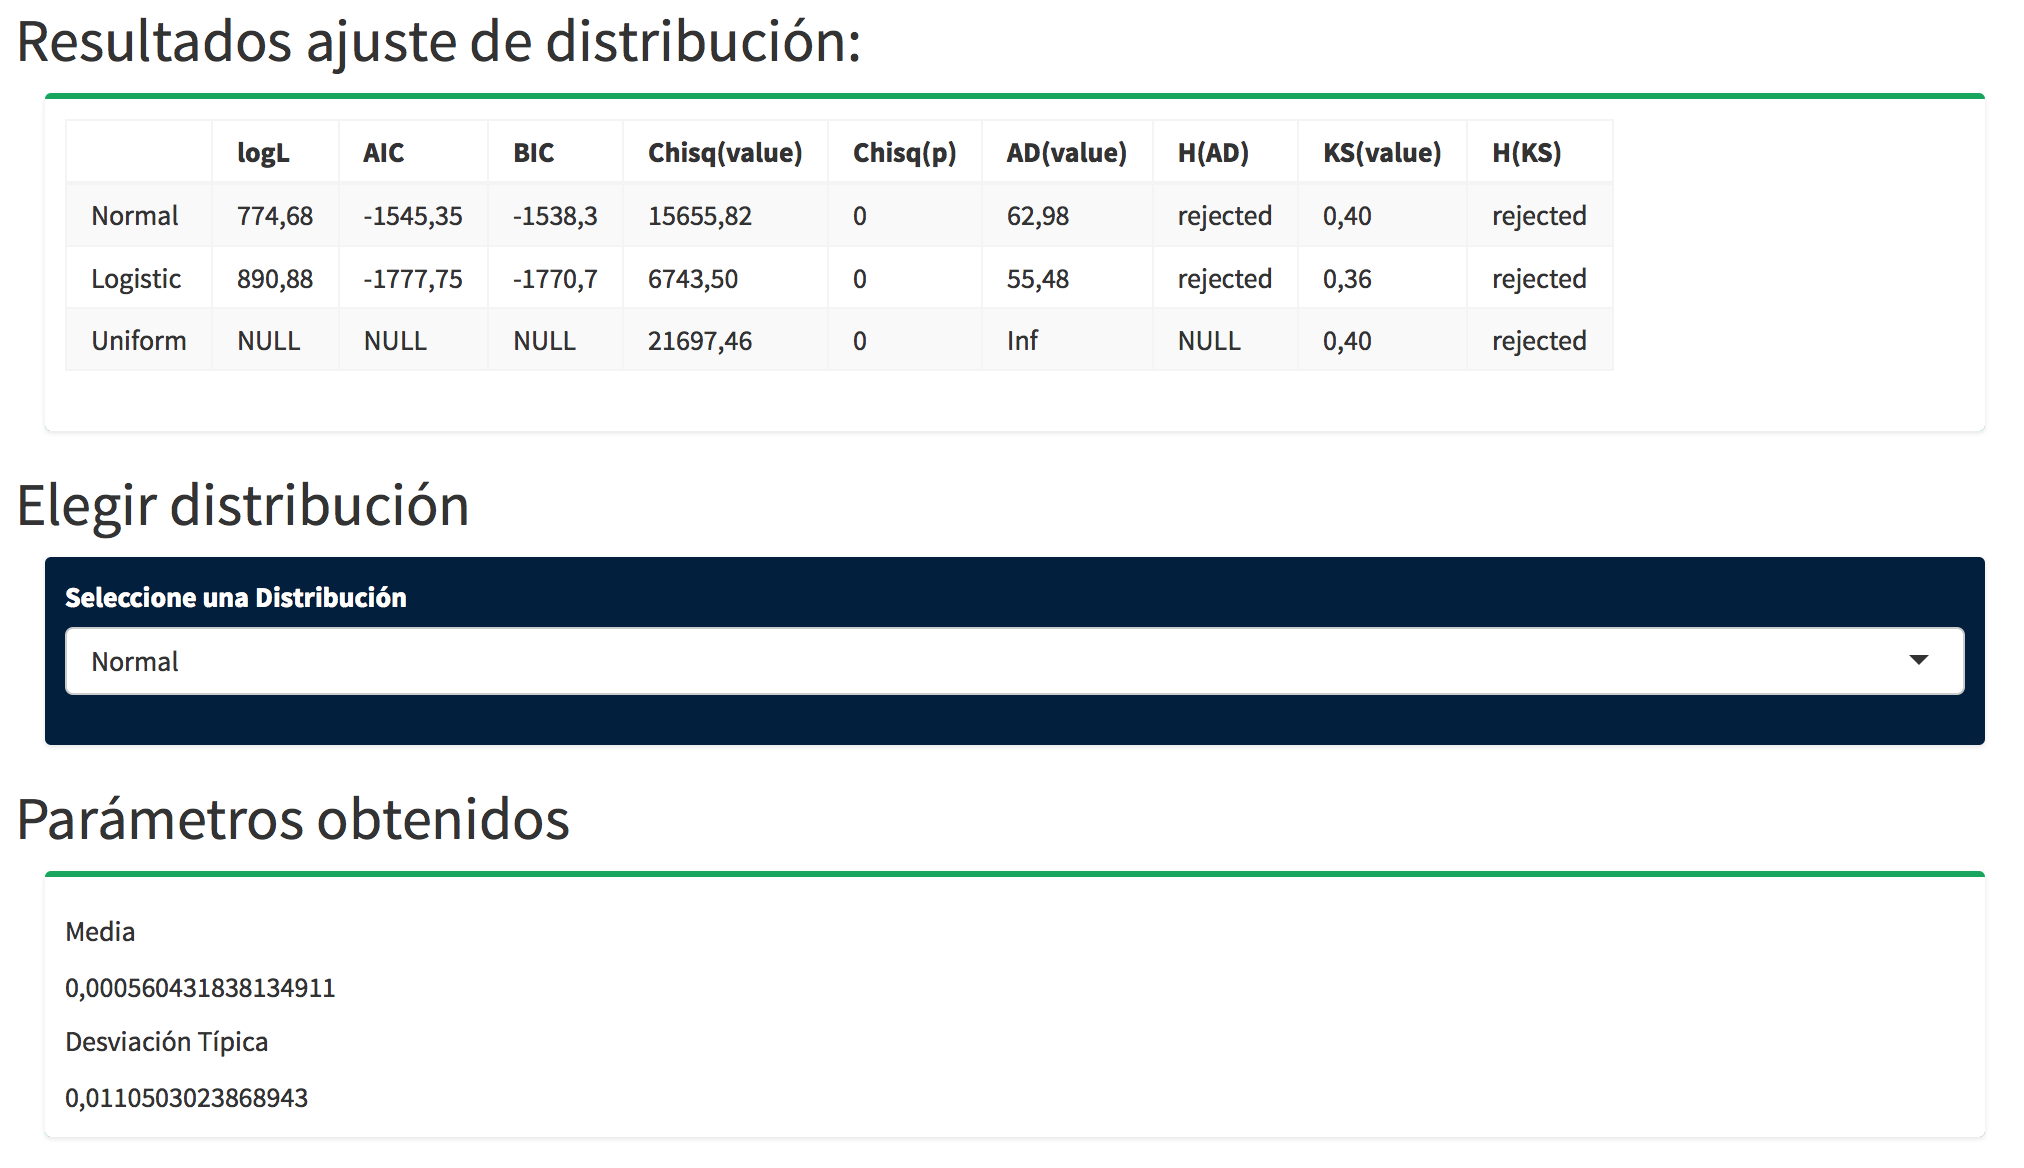 Resultados ajuste de distribución:
logL AIC BIC Chisq(value) Chisq(p) AD(value) H(AD) KS(value) H(KS)
Normal 774,68 -1545,35 -1538,3 15655,82 0 62,98 rejected 0,40 rejected
Logistic 890,88 -1777,75 -1770,7 6743,50 0 55,48 rejected 0,36 rejected
Uniform NULL NULL NULL 21697,46 0 Inf NULL 0,40 rejected
Elegir distribución
Seleccione una Distribución
Normal
Parámetros obtenidos
Media
0,000560431838134911
Desviación Típica
0,0110503023868943